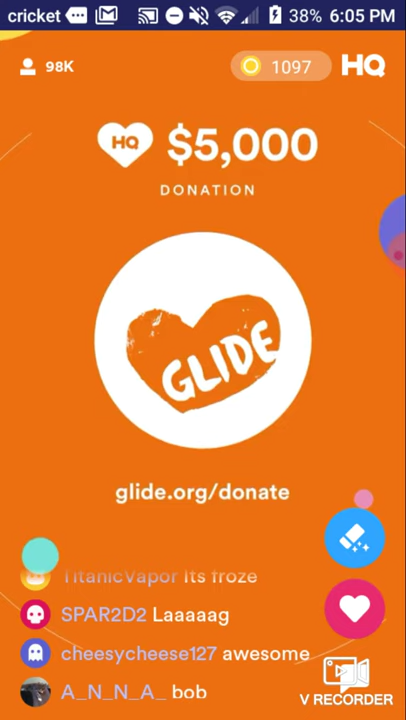 cricket 38% 6:05 PM
98K 1097 HQ
HQ $5,000
DONATION
GLIDE
glide.org/donate
TitanicVapor Its froze
SPAR2D2 Laaaaag
cheesycheese127 awesome
A_N_N_A_ bob
V RECORDER